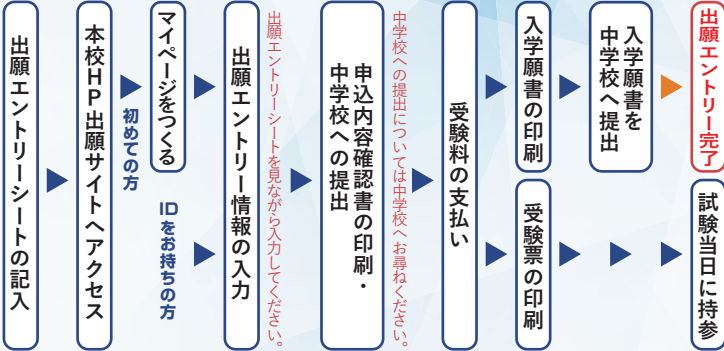 出願エントリーシートの記入
本校HP出願サイトへアクセス
初めての方
マイページをつくる
IDをお持ちの方
出願エントリー情報の入力
出願エントリーシートを見ながら入力してください。
申込内容確認書の印刷・
中学校への提出
中学校への提出については中学校へお尋ねください。
受験料の支払い
入学願書の印刷
入学願書を
中学校へ提出
出願エントリー完了
受験票の印刷
試験当日に持参